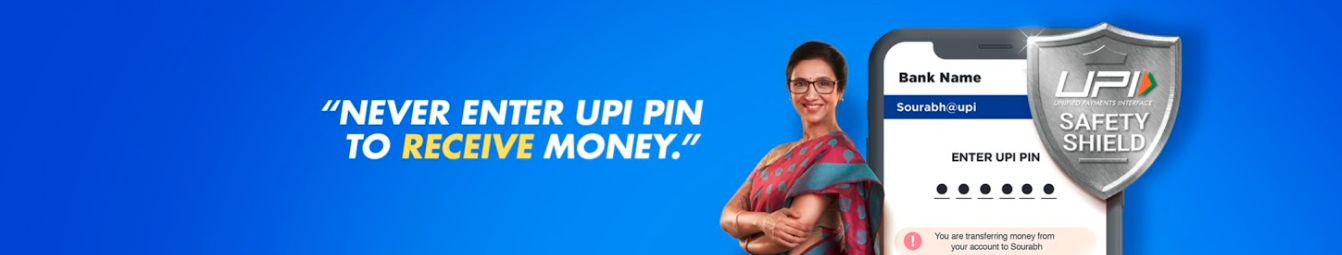 “NEVER ENTER UPI PIN
TO RECEIVE MONEY.”
Bank Name
Sourabh@upi
ENTER UPI PIN
You are transferring money from
your account to Sourabh
UPI
UNIFIED PAYMENTS INTERFACE
SAFETY
SHIELD